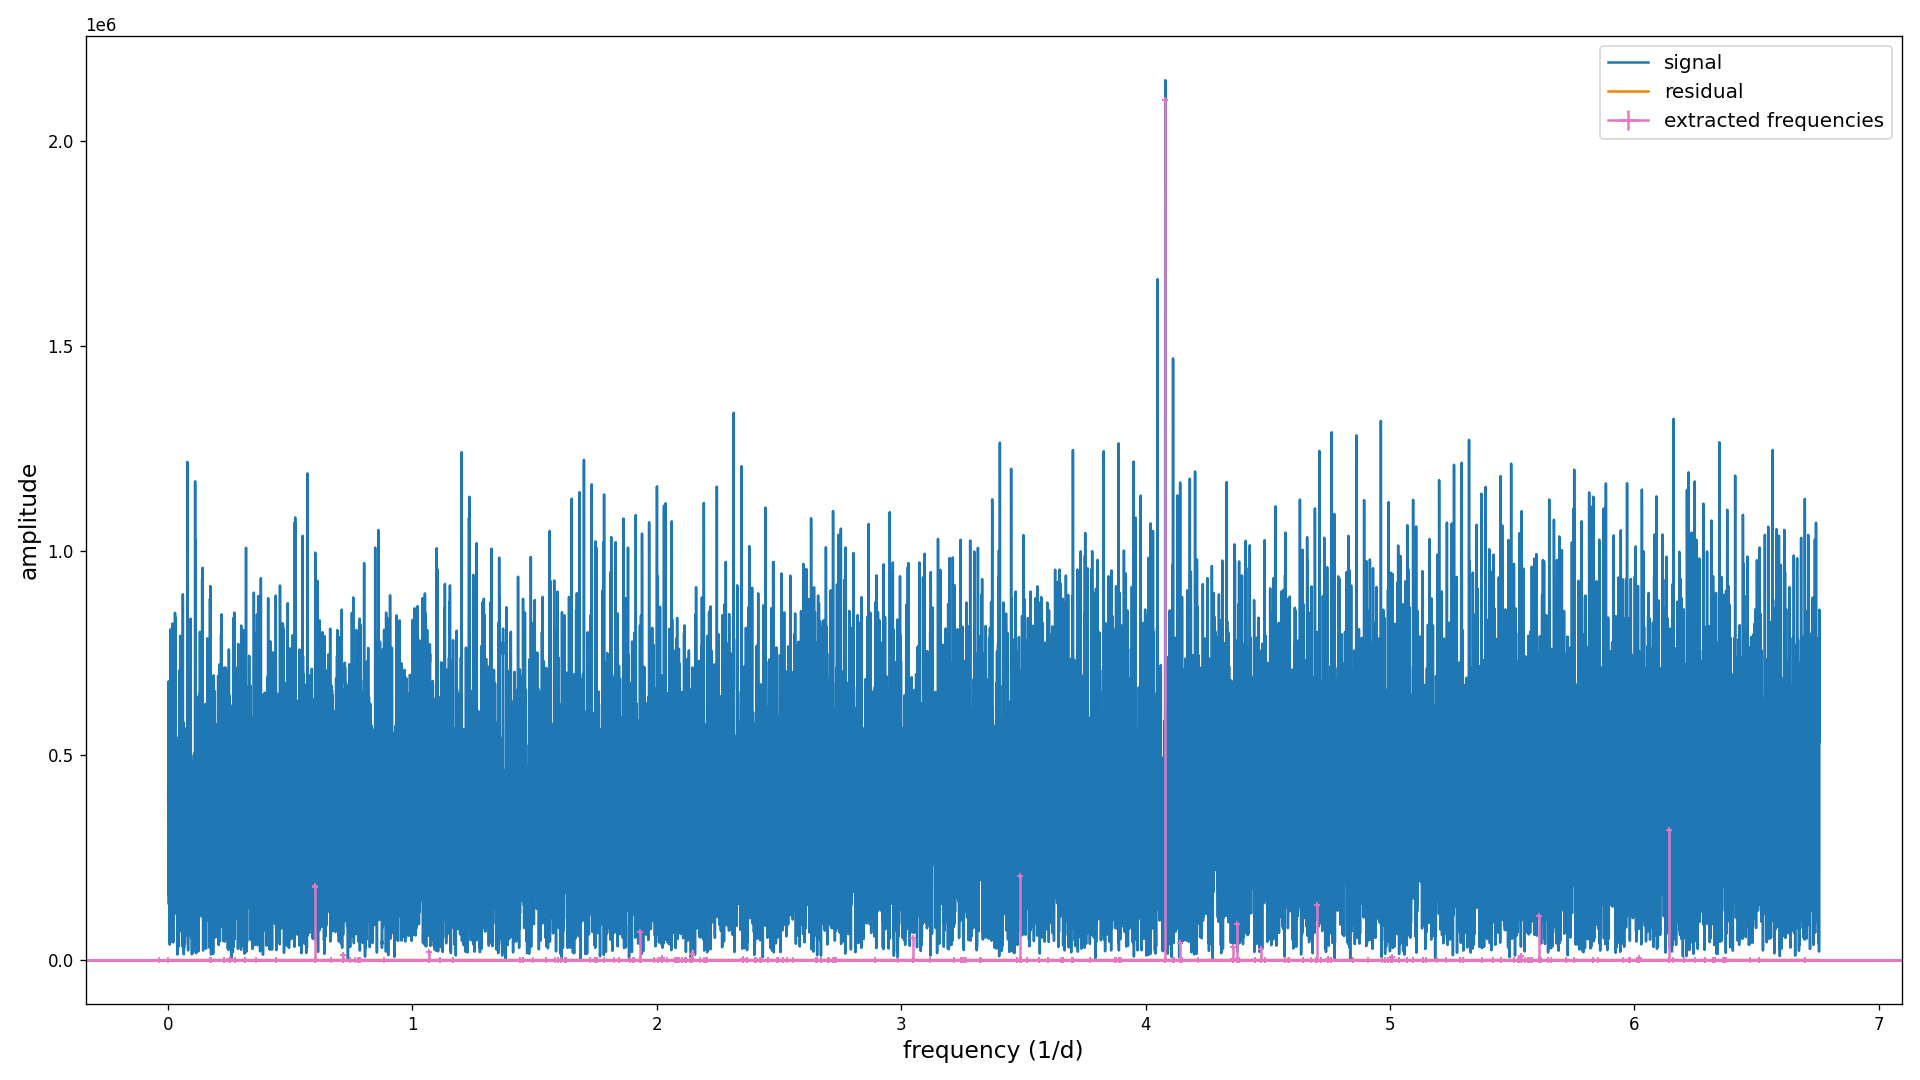 1e6
signal
residual
extracted frequencies
2.0
1.5
1.0
0.5
0.0
amplitude
0 1 2 3 4 5 6 7
frequency (1/d)